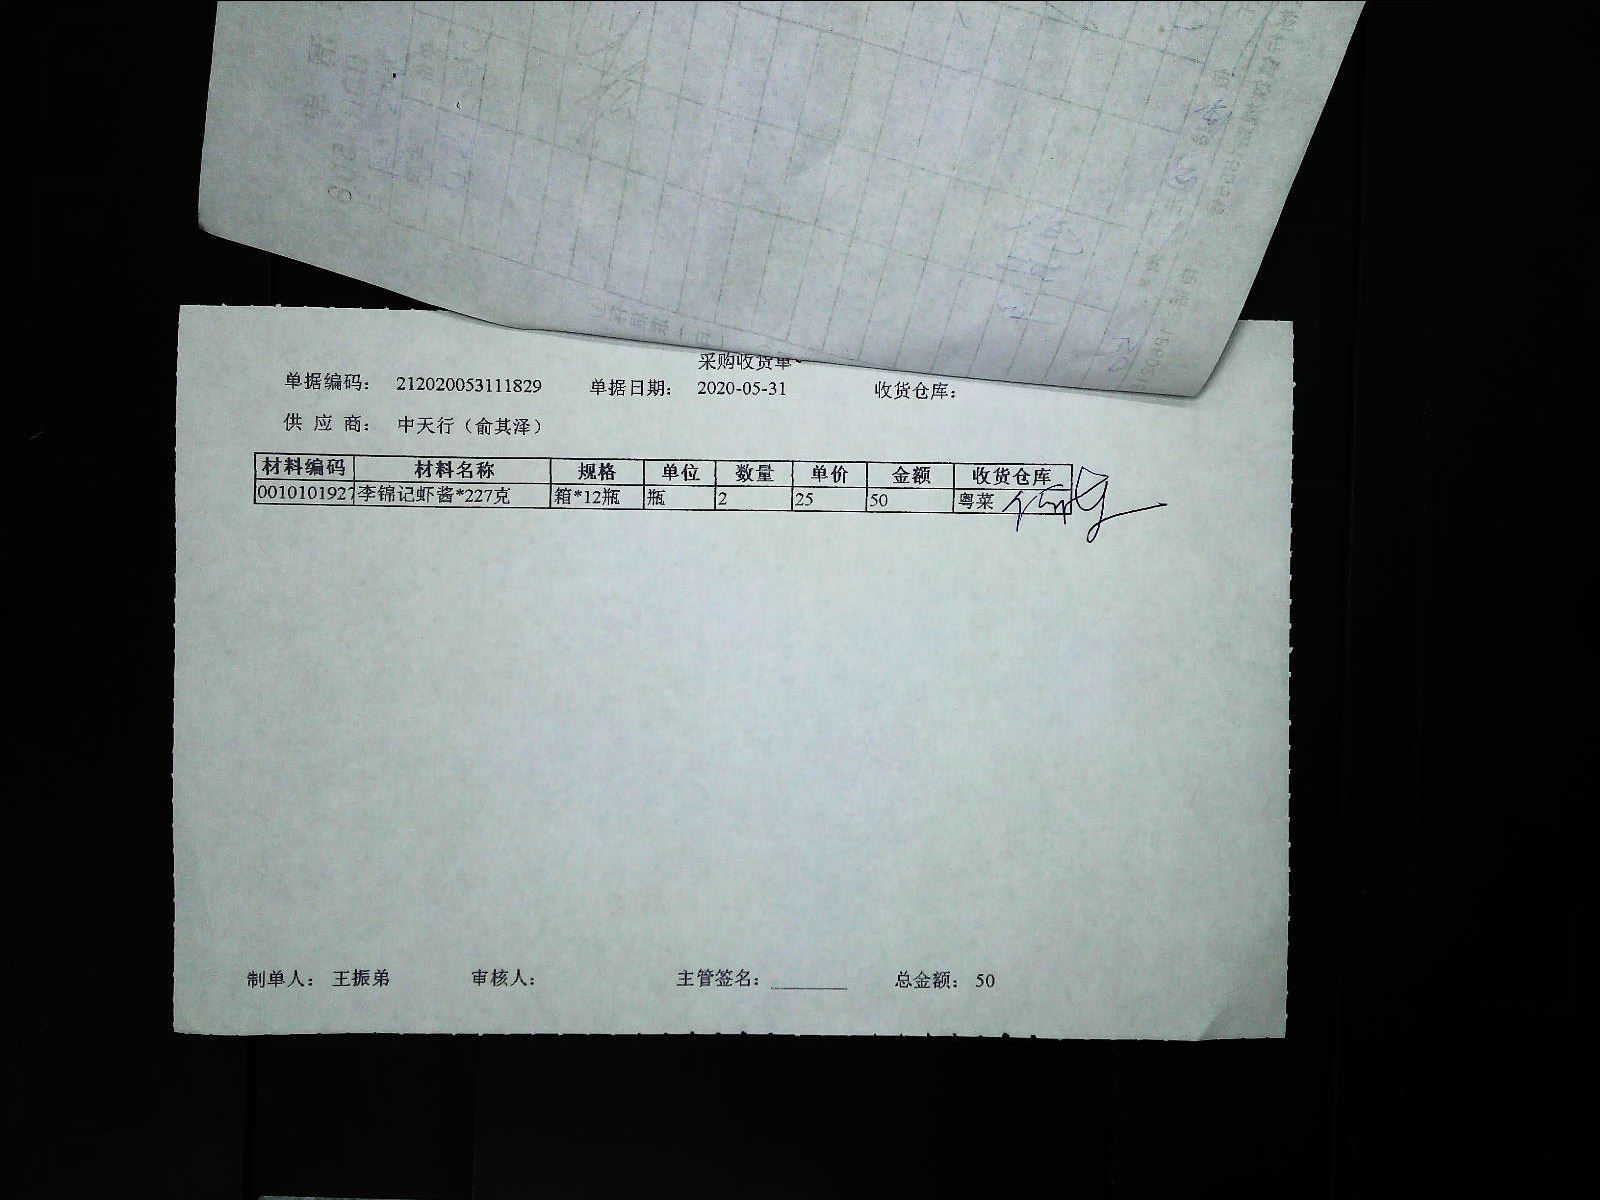 采购收货单
单据编码： 212020053111829 单据日期： 2020-05-31 收货仓库：
供 应 商： 中天行（俞其泽）
材料编码 材料名称 规格 单位 数量 单价 金额 收货仓库
0010101927 李锦记虾酱*227克 箱*12瓶 瓶 2 25 50 粤菜
制单人： 王振弟 审核人： 主管签名： 总金额： 50